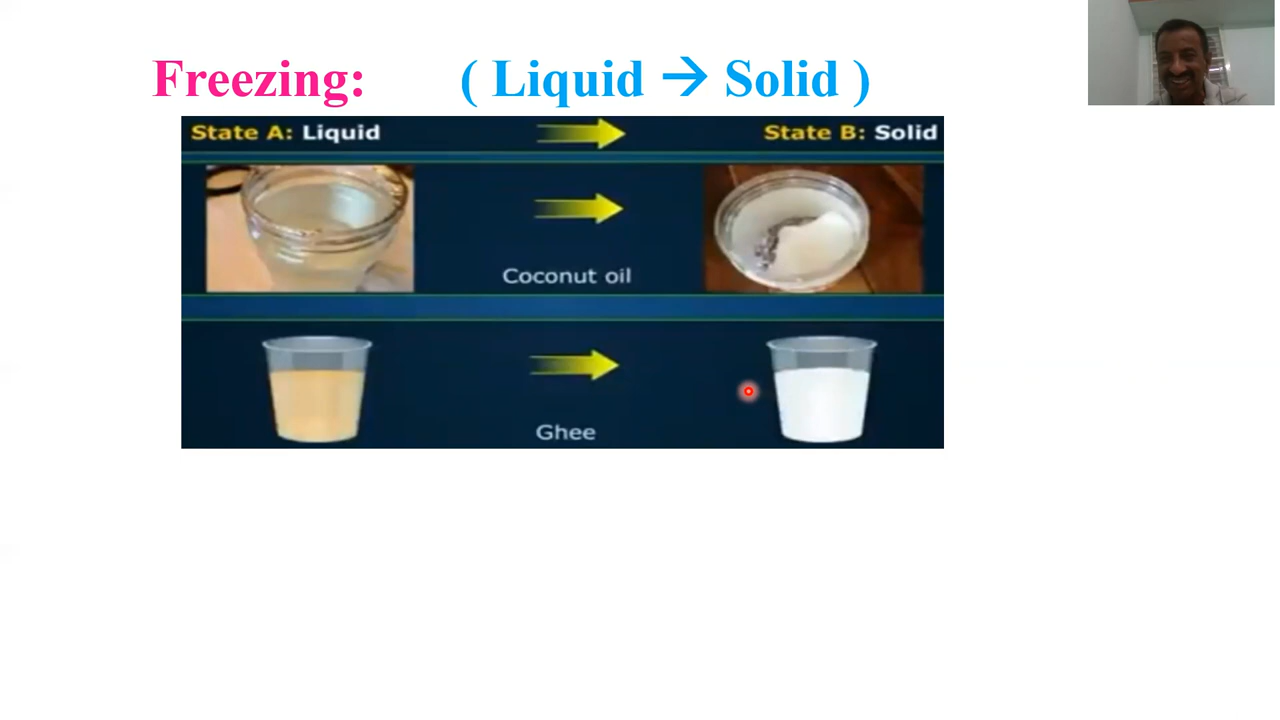 Freezing: ( Liquid → Solid )
State A: Liquid State B: Solid
Coconut oil
Ghee